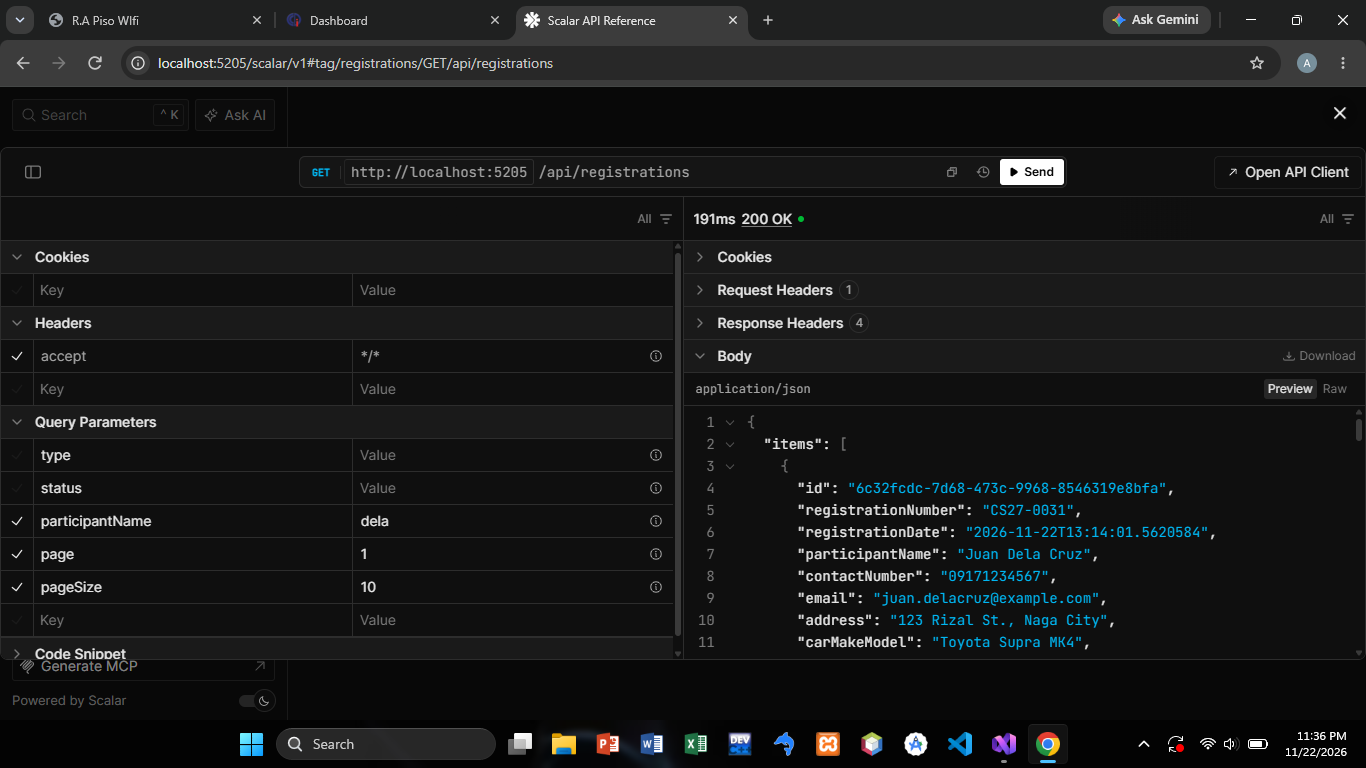 R.A Piso WIfi
Dashboard
Scalar API Reference
Ask Gemini
localhost:5205/scalar/v1#tag/registrations/GET/api/registrations
A
Search
^ K
Ask AI
GET http://localhost:5205 /api/registrations
Send
Open API Client
All
191ms 200 OK
All
Cookies
Key Value
Headers
accept */*
Key Value
Query Parameters
type Value
status Value
participantName dela
page 1
pageSize 10
Key Value
Code Snippet
Cookies
Request Headers 1
Response Headers 4
Body
Download
application/json
Preview Raw
1 {
2 "items": [
3 {
4 "id": "6c32fcdc-7d68-473c-9968-8546319e8bfa",
5 "registrationNumber": "CS27-0031",
6 "registrationDate": "2026-11-22T13:14:01.5620584",
7 "participantName": "Juan Dela Cruz",
8 "contactNumber": "09171234567",
9 "email": "juan.delacruz@example.com",
10 "address": "123 Rizal St., Naga City",
11 "carMakeModel": "Toyota Supra MK4",
Generate MCP
Powered by Scalar
Search
P
W
X
DEV
11:36 PM
11/22/2026